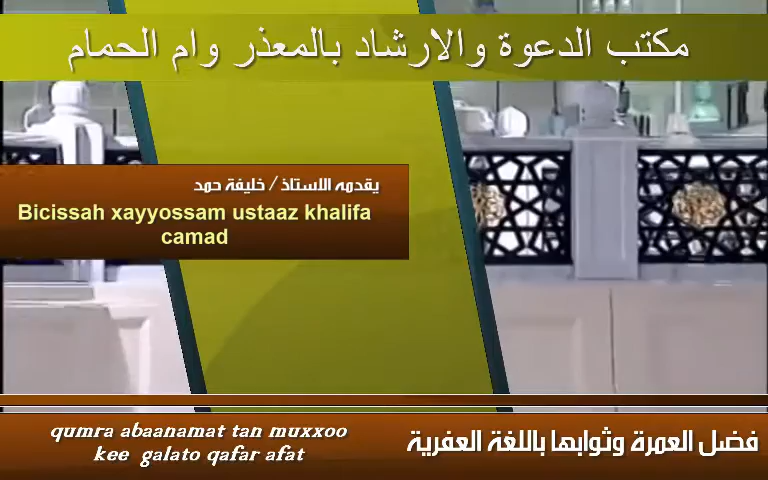 مكتب الدعوة والارشاد بالمعذر وام الحمام
يقدمه الاستاذ / خليفة حمد
Bicissah xayyossam ustaaz khalifa
camad
فضل العمرة وثوابها باللغة العفرية
qumra abaanamat tan muxxoo
kee galato qafar afat